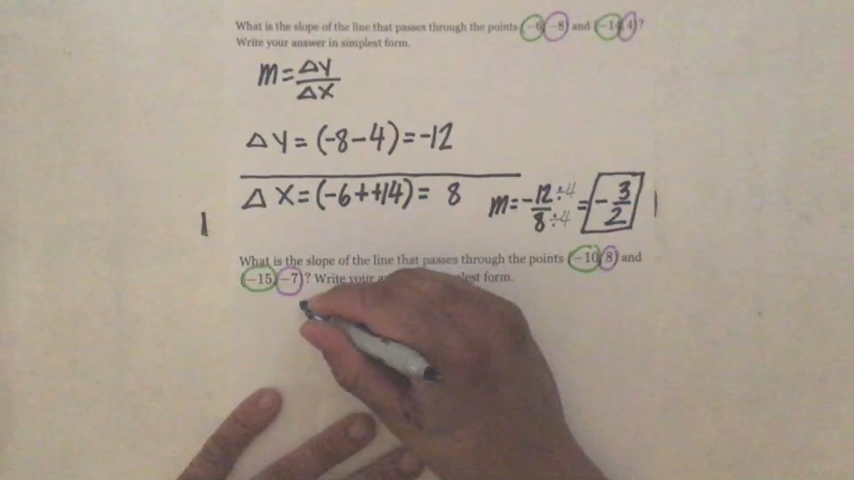 What is the slope of the line that passes through the points (−6, −8) and (−14, 4)?
Write your answer in simplest form.
m = ΔY/ΔX
ΔY = (-8-4) = -12
ΔX = (-6++14) = 8 m = -12÷4/8÷4 = -3/2
What is the slope of the line that passes through the points (−10, 8) and
(−15, −7)? Write your form.